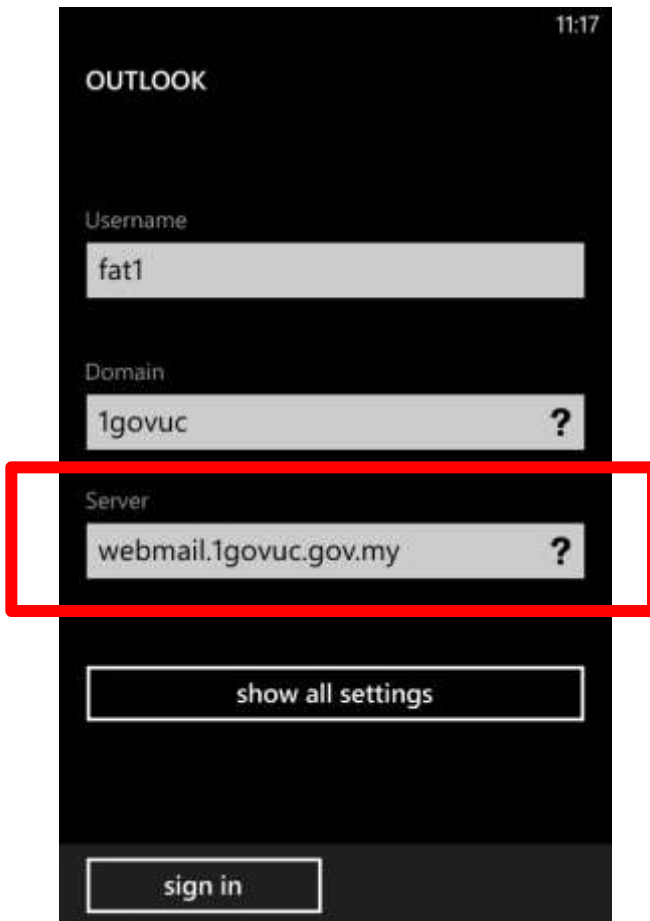 11:17
OUTLOOK
Username
fat1
Domain
1govuc ?
Server
webmail.1govuc.gov.my ?
show all settings
sign in